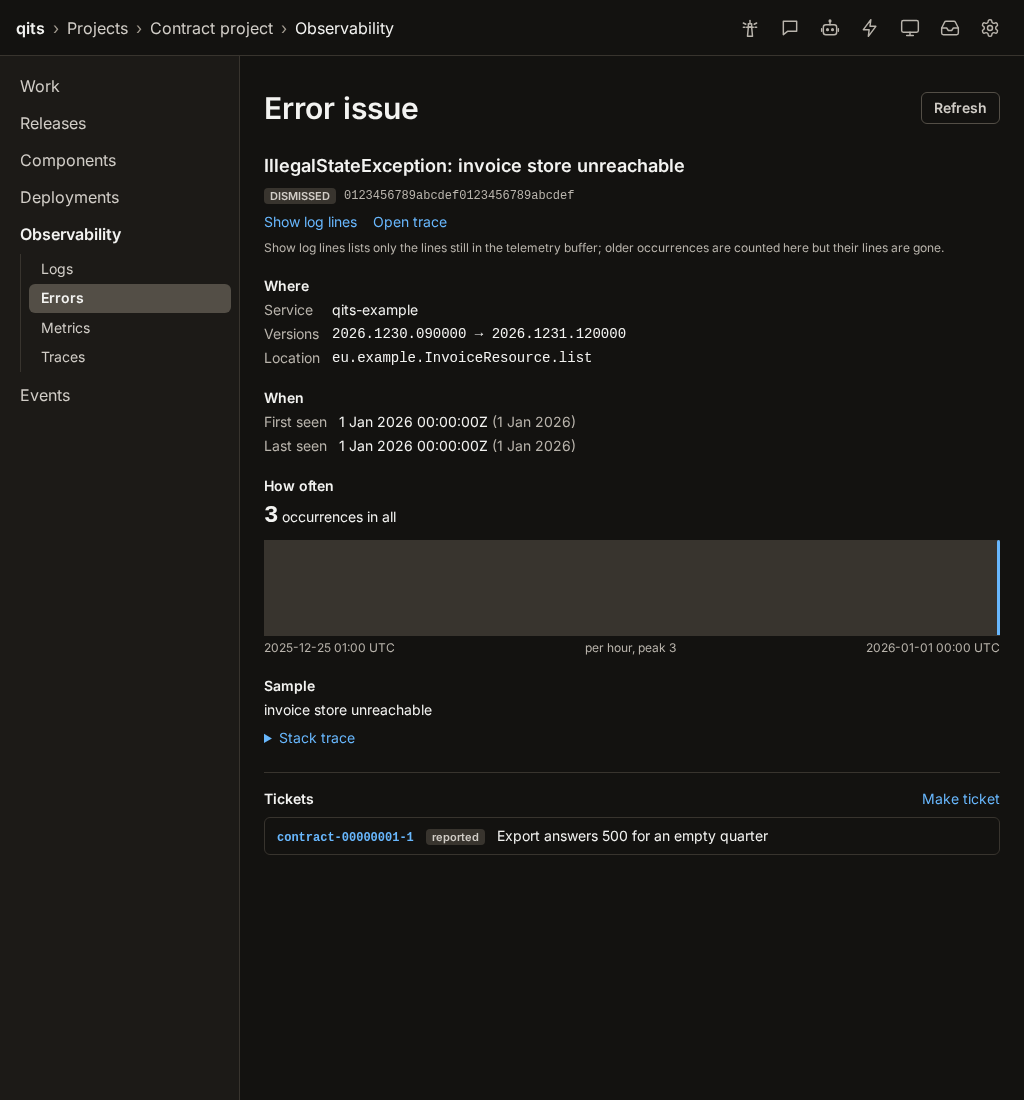 qits › Projects › Contract project › Observability
Work
Releases
Components
Deployments
Observability
Logs
Errors
Metrics
Traces
Events
Error issue
Refresh
IllegalStateException: invoice store unreachable
DISMISSED 0123456789abcdef0123456789abcdef
Show log lines Open trace
Show log lines lists only the lines still in the telemetry buffer; older occurrences are counted here but their lines are gone.
Where
Service qits-example
Versions 2026.1230.090000 → 2026.1231.120000
Location eu.example.InvoiceResource.list
When
First seen 1 Jan 2026 00:00:00Z (1 Jan 2026)
Last seen 1 Jan 2026 00:00:00Z (1 Jan 2026)
How often
3 occurrences in all
2025-12-25 01:00 UTC per hour, peak 3 2026-01-01 00:00 UTC
Sample
invoice store unreachable
Stack trace
Tickets Make ticket
contract-00000001-1 reported Export answers 500 for an empty quarter